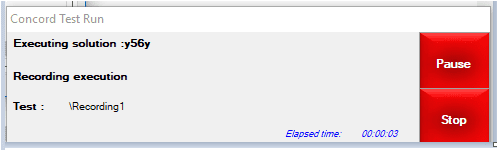 Concord Test Run
Executing solution :y56y
Pause
Recording execution
Test : \Recording1
Stop
Elapsed time: 00:00:03